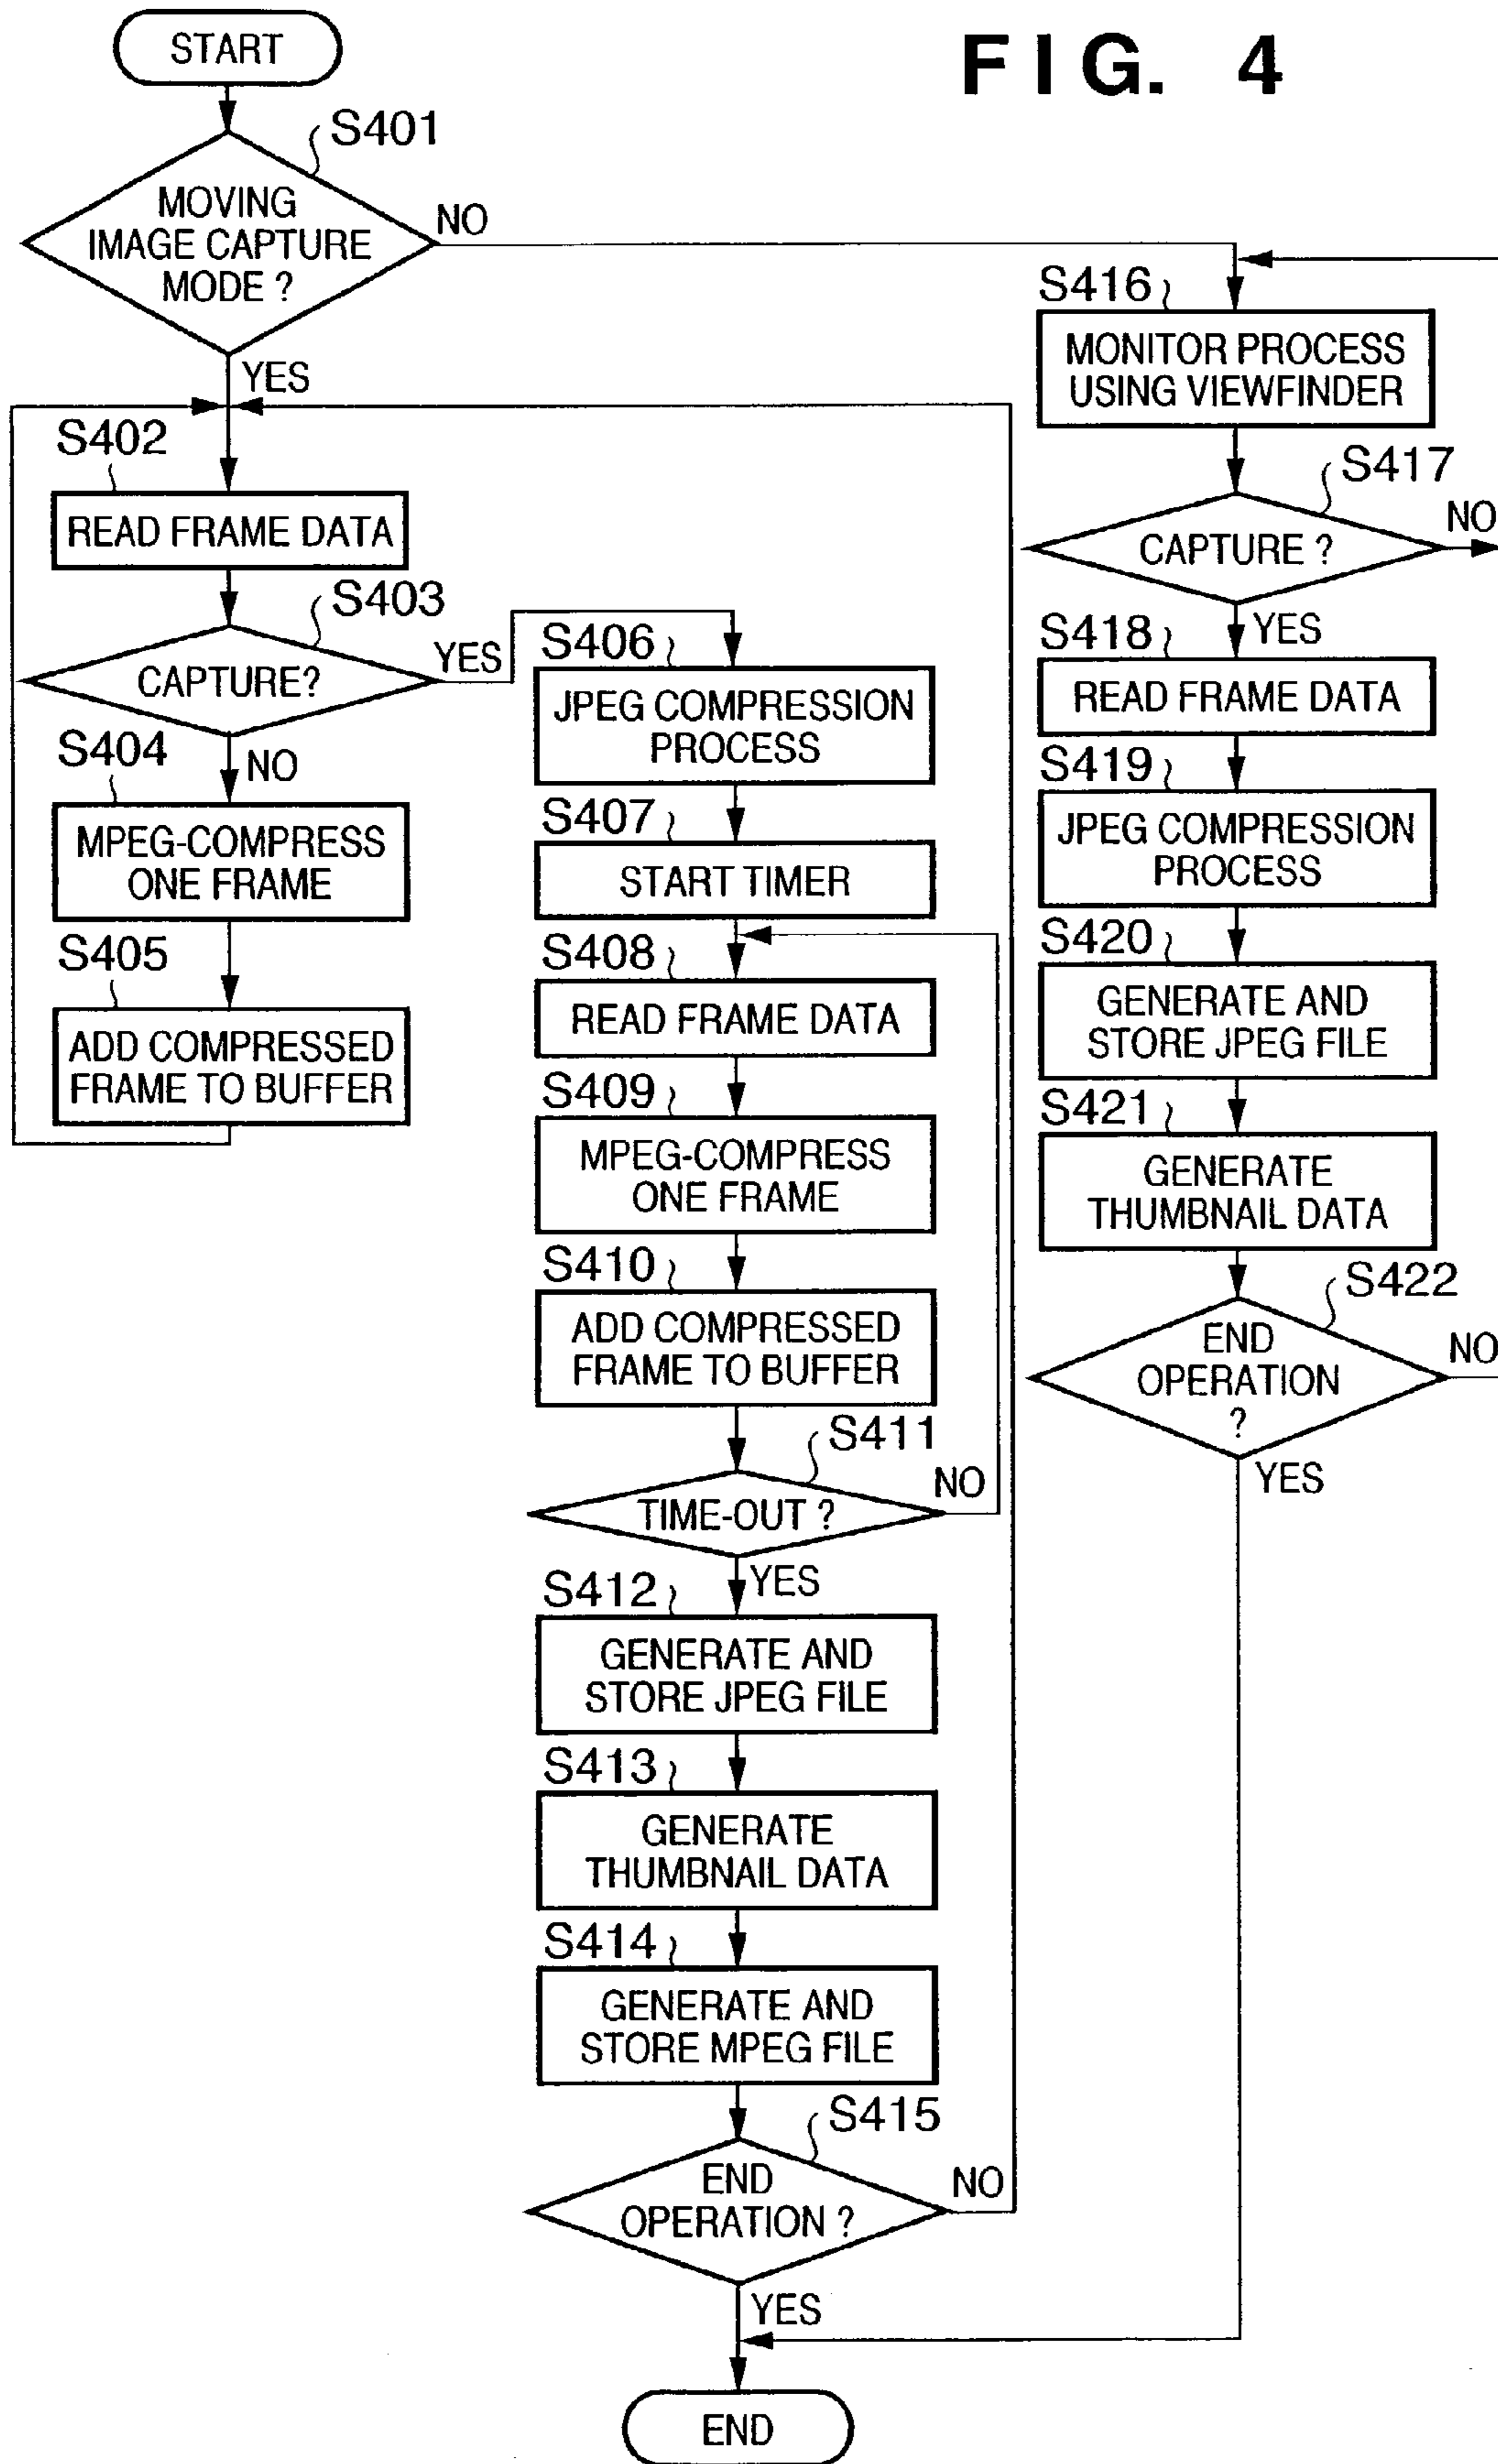 FIG. 4
START
S401
MOVING
IMAGE CAPTURE
MODE ?
NO
YES
S402
READ FRAME DATA
S403
CAPTURE?
YES
NO
S404
MPEG-COMPRESS
ONE FRAME
S405
ADD COMPRESSED
FRAME TO BUFFER
S406
JPEG COMPRESSION
PROCESS
S407
START TIMER
S408
READ FRAME DATA
S409
MPEG-COMPRESS
ONE FRAME
S410
ADD COMPRESSED
FRAME TO BUFFER
S411
TIME-OUT ?
NO
YES
S412
GENERATE AND
STORE JPEG FILE
S413
GENERATE
THUMBNAIL DATA
S414
GENERATE AND
STORE MPEG FILE
S415
END
OPERATION ?
NO
YES
END
S416
MONITOR PROCESS
USING VIEWFINDER
S417
CAPTURE ?
NO
YES
S418
READ FRAME DATA
S419
JPEG COMPRESSION
PROCESS
S420
GENERATE AND
STORE JPEG FILE
S421
GENERATE
THUMBNAIL DATA
S422
END
OPERATION
?
NO
YES